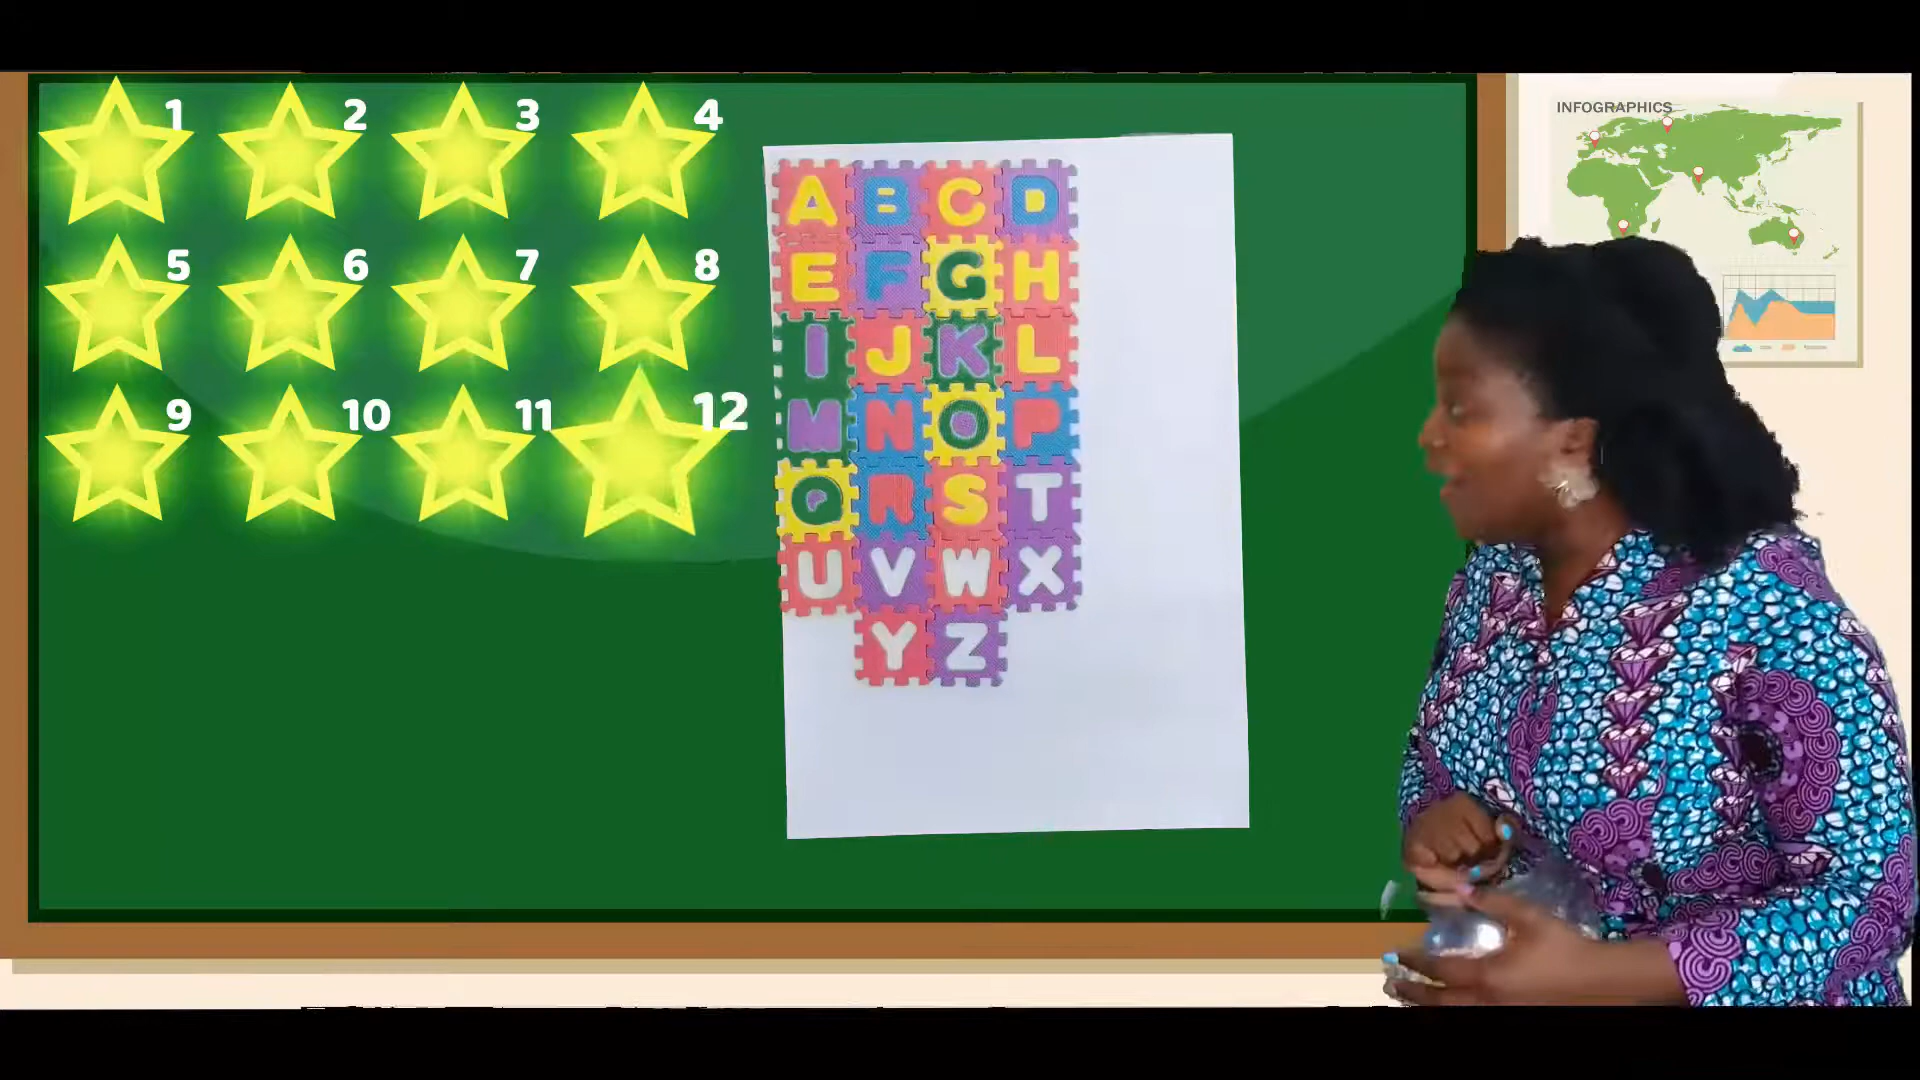 1 2 3 4
5 6 7 8
9 10 11 12
A B C D
E F G H
I J K L
M N O P
Q R S T
U V W X
Y Z
INFOGRAPHICS